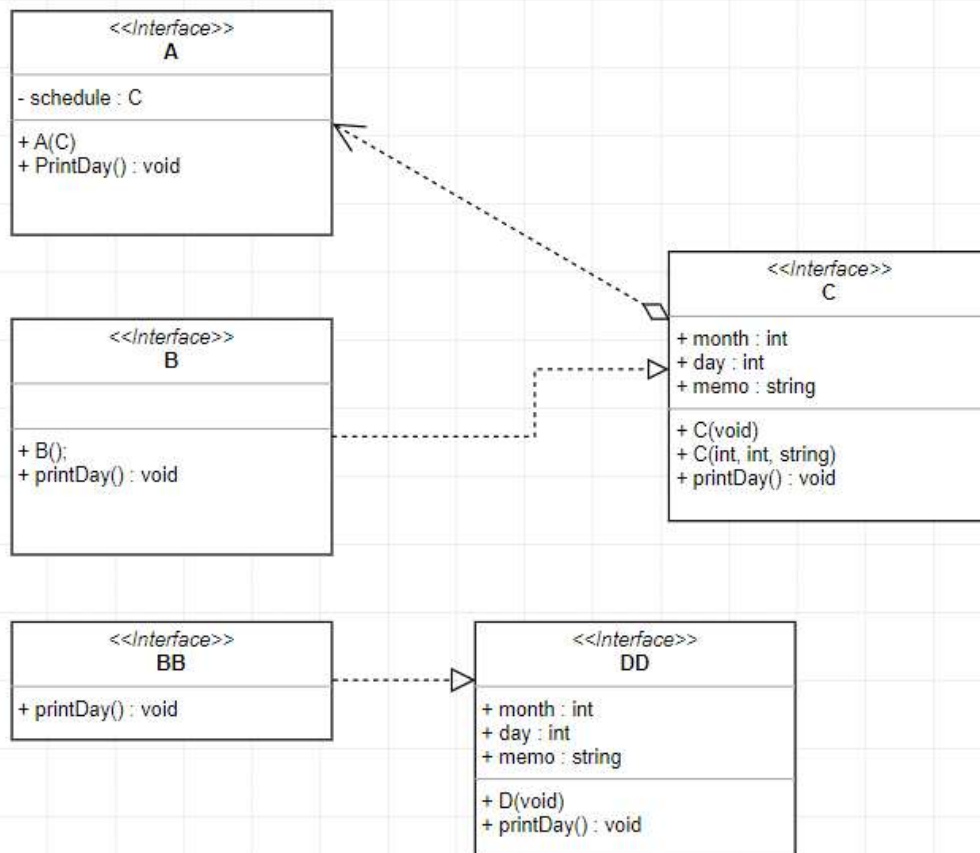 <<Interface>>
A
- schedule : C
+ A(C)
+ PrintDay() : void
<<Interface>>
C
+ month : int
+ day : int
+ memo : string
+ C(void)
+ C(int, int, string)
+ printDay() : void
<<Interface>>
B
+ B();
+ printDay() : void
<<Interface>>
BB
+ printDay() : void
<<Interface>>
DD
+ month : int
+ day : int
+ memo : string
+ D(void)
+ printDay() : void